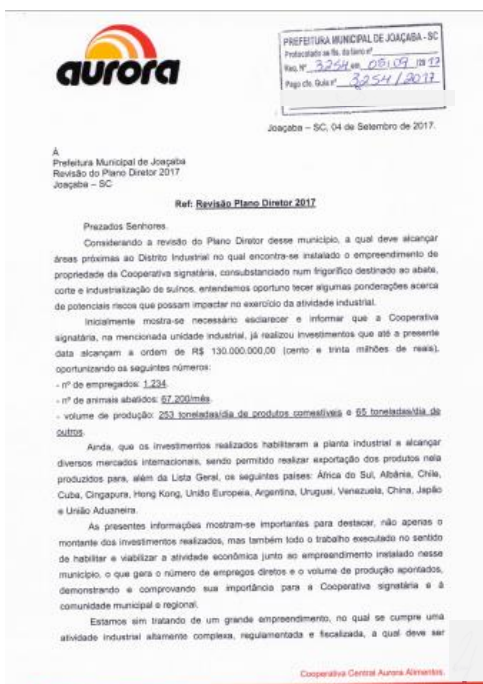 aurora
PREFEITURA MUNICIPAL DE JOAÇABA - SC
Protocolado as fls. do livro nº
Req. Nº 3254 em 05/09/2017
Pago cfe. Guia nº 3254/2017
Joaçaba – SC, 04 de Setembro de 2017.
À
Prefeitura Municipal de Joaçaba
Revisão do Plano Diretor 2017
Joaçaba – SC
Ref: Revisão Plano Diretor 2017
Prezados Senhores.
Considerando a revisão do Plano Diretor desse município, a qual deve alcançar
áreas próximas ao Distrito Industrial no qual encontra-se instalado o empreendimento de
propriedade da Cooperativa signatária, consubstanciado num frigorífico destinado ao abate,
corte e industrialização de suínos, entendemos oportuno tecer algumas ponderações acerca
de potenciais riscos que possam impactar no exercício da atividade industrial.
Inicialmente mostra-se necessário esclarecer e informar que a Cooperativa
signatária, na mencionada unidade industrial, já realizou investimentos que até a presente
data alcançam a ordem de R$ 130.000.000,00 (cento e trinta milhões de reais),
oportunizando os seguintes números:
- nº de empregados: 1.234.
- nº de animais abatidos: 67.200/mês.
- volume de produção: 253 toneladas/dia de produtos comestíveis e 65 toneladas/dia de
outros.
Ainda, que os investimentos realizados habilitaram a planta industrial a alcançar
diversos mercados internacionais, sendo permitido realizar exportação dos produtos nela
produzidos para, além da Lista Geral, os seguintes países: África do Sul, Albânia, Chile,
Cuba, Cingapura, Hong Kong, União Europeia, Argentina, Uruguai, Venezuela, China, Japão
e União Aduaneira.
As presentes informações mostram-se importantes para destacar, não apenas o
montante dos investimentos realizados, mas também todo o trabalho executado no sentido
de habilitar e viabilizar a atividade econômica junto ao empreendimento instalado nesse
município, o que gera o número de empregos diretos e o volume de produção apontados,
demonstrando e comprovando sua importância para a Cooperativa signatária e à
comunidade municipal e regional.
Estamos sim tratando de um grande empreendimento, no qual se cumpre uma
atividade industrial altamente complexa, regulamentada e fiscalizada, a qual deve ser
Cooperativa Central Aurora Alimentos.